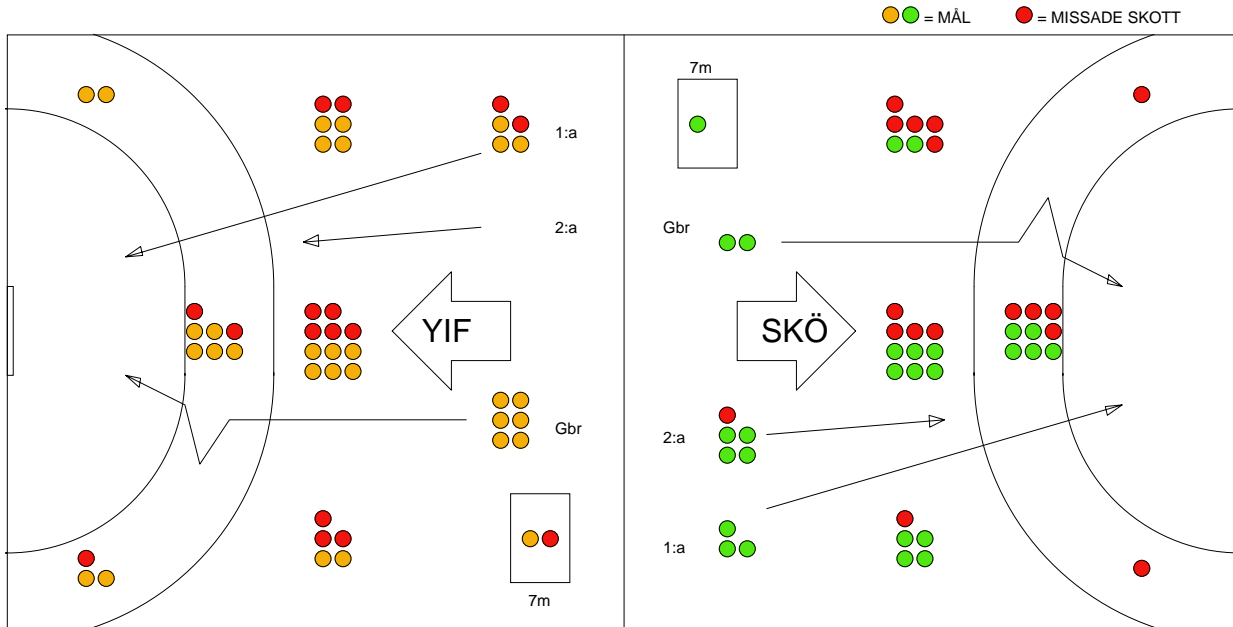 = MÅL = MISSADE SKOTT
7m
1:a
2:a
YIF
Gbr
7m
Gbr
SKÖ
2:a
1:a